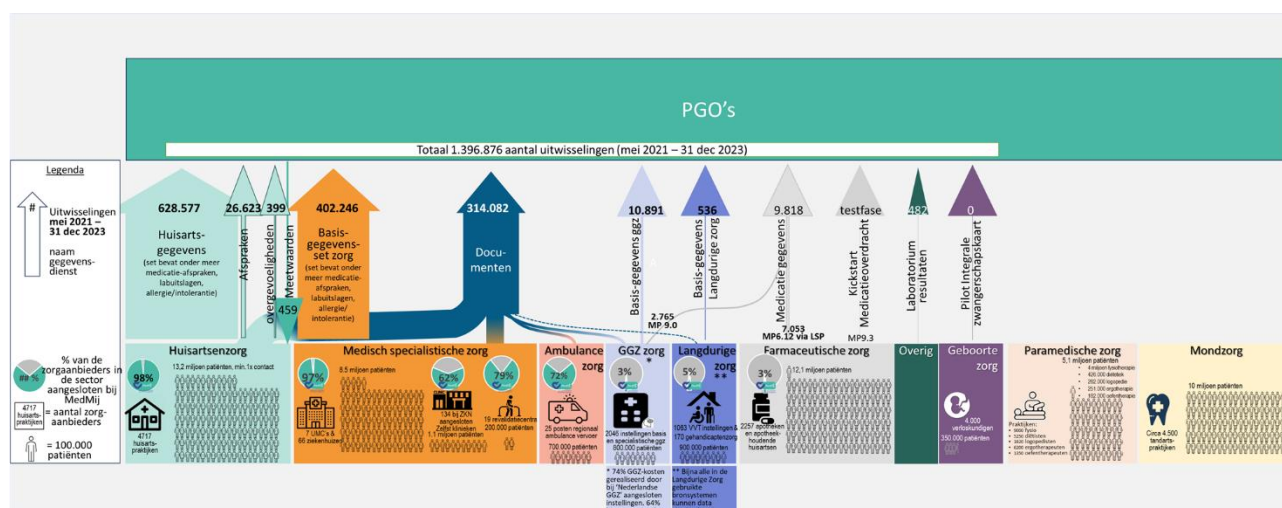 PGO's
Totaal 1.396.876 aantal uitwisselingen (mei 2021 – 31 dec 2023)
Legenda
#
Uitwisselingen
mei 2021 –
31 dec 2023
naam
gegevens-
dienst
% van de
zorgaanbieders in
de sector
aangesloten bij
MedMij
## %
4717
huisarts-
praktijken
= aantal zorg-
aanbieders
= 100.000
patiënten
628.577
Huisarts-
gegevens
(set bevat onder meer
medicatie-afspraken,
labuitslagen,
allergie/intolerantie)
26.623
Afspraken
399
overgevoeligheden
Meetwaarden
459
402.246
Basis-
gegevens-
set zorg
(set bevat onder
meer medicatie-
afspraken,
labuitslagen,
allergie/
intolerantie)
314.082
Docu-
menten
10.891
Basis-gegevens ggz
536
Basis-gegevens
Langdurige zorg
9.818
Medicatie gegevens
2.765
MP 9.0
7.053
MP6.12 via LSP
testfase
Kickstart
Medicatieoverdracht
MP9.3
482
Laboratorium
resultaten
0
Pilot Integrale
zwangerschapskaart
Huisartsenzorg
13,2 miljoen patiënten, min.1x contact
98%
4717
huisarts-
praktijken
Medisch specialistische zorg
97%
8.5 miljoen patiënten
7 UMC's &
66 ziekenhuizen
62%
134 bij ZKN
aangesloten
Zelfst klinieken
1.1 miljoen patiënten
79%
19 revalidatiecentra
200.000 patiënten
Ambulance
zorg
72%
25 posten regionaal
ambulance vervoer
700.000 patiënten
GGZ zorg
*
3%
2046 instellingen basis
en specialistische ggz
800.000 patiënten
* 74% GGZ-kosten
gerealiseerd door
bij 'Nederlandse
GGZ' aangesloten
instellingen. 64%
Langdurige
zorg
**
5%
1063 VVT instellingen &
170 gehandicaptenzorg
900.000 patiënten
** Bijna alle in de
Langdurige Zorg
gebruikte
bronsystemen
kunnen data
Farmaceutische zorg
3%
12,1 miljoen patiënten
2257 apotheken
en apotheek-
houdende
huisartsen
Overig
Geboorte
zorg
4.000
verloskundigen
350.000 patiënten
Paramedische zorg
5,1 miljoen patiënten
Praktijken:
Mondzorg
10 miljoen patiënten
Circa 4.500
tandarts-
praktijken